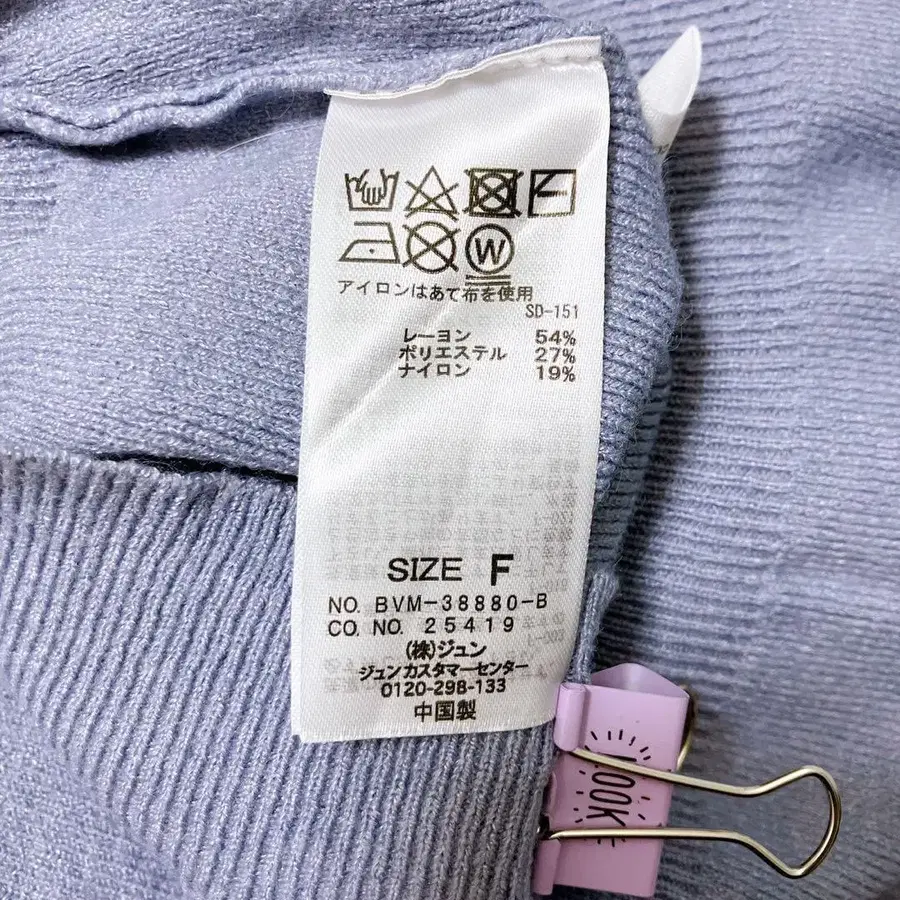 W
アイロンはあて布を使用
SD-151
レーヨン 54%
ポリエステル 27%
ナイロン 19%
SIZE F
NO. BVM-38880-B
CO. NO. 25419
(株)ジュン
ジュンカスタマーセンター
0120-298-133
中国製
LOOK